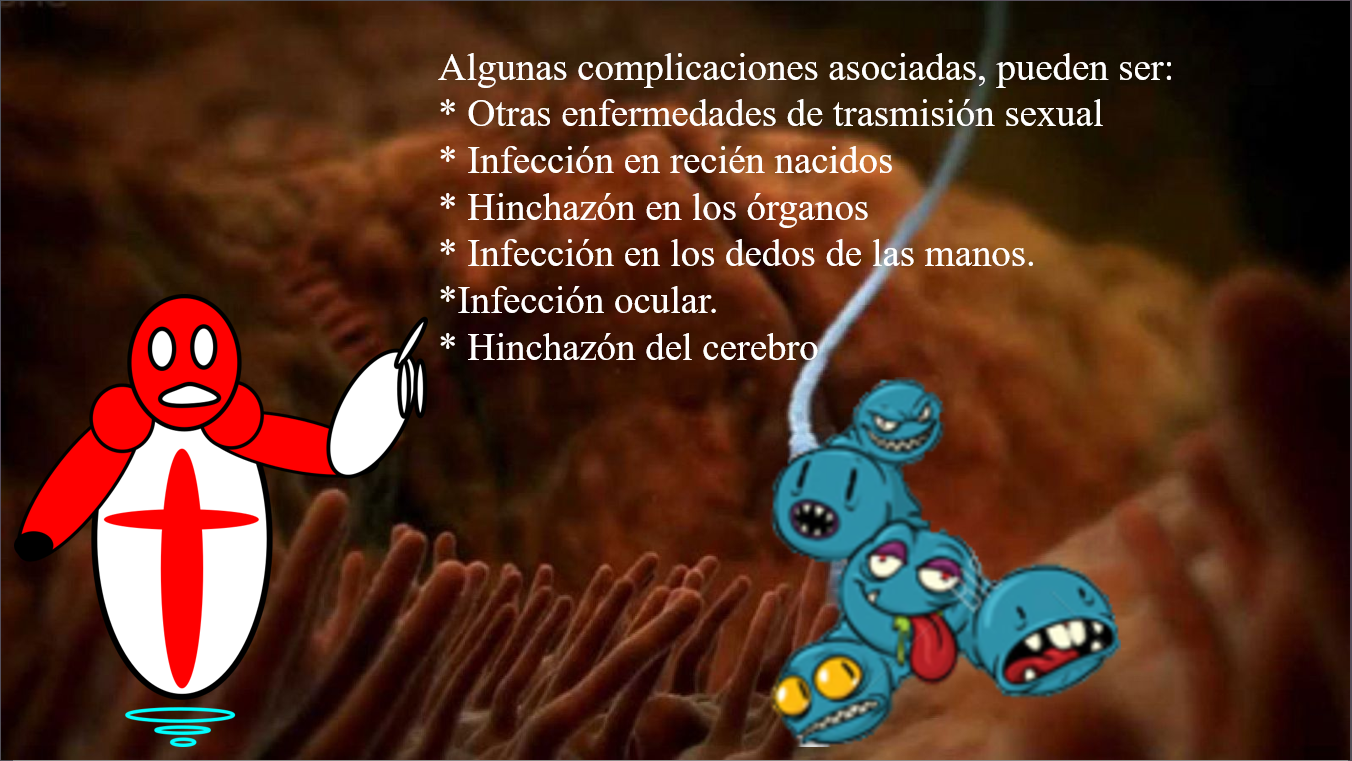 Algunas complicaciones asociadas, pueden ser:
* Otras enfermedades de trasmisión sexual
* Infección en recién nacidos
* Hinchazón en los órganos
* Infección en los dedos de las manos.
*Infección ocular.
* Hinchazón del cerebro